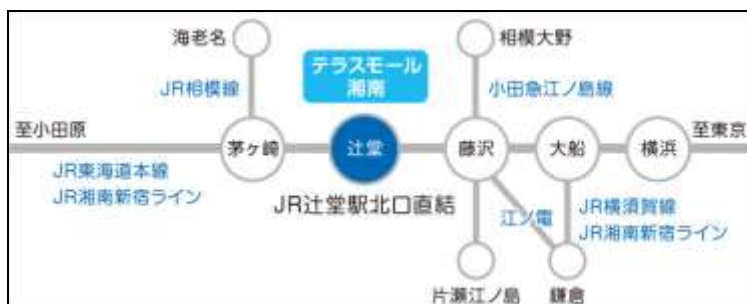 海老名
テラスモール
湘南
相模大野
JR相模線
小田急江ノ島線
至小田原
茅ヶ崎
辻堂
藤沢
大船
横浜
至東京
JR東海道本線
JR湘南新宿ライン
JR辻堂駅北口直結
江ノ電
JR横須賀線
JR湘南新宿ライン
片瀬江ノ島
鎌倉